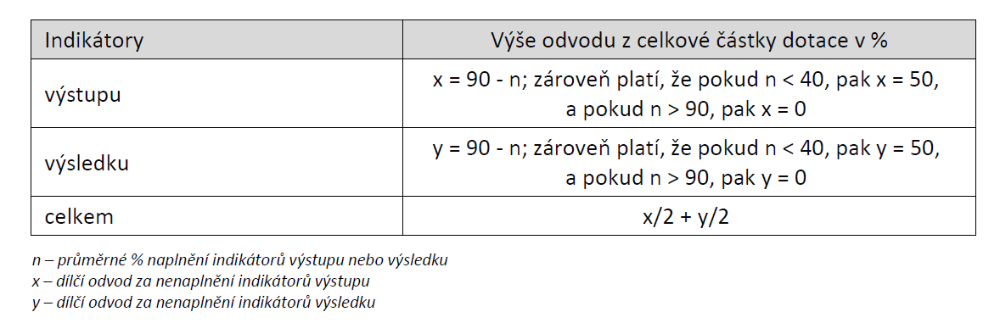 Indikátory
Výše odvodu z celkové částky dotace v %
výstupu
x = 90 - n; zároveň platí, že pokud n < 40, pak x = 50,
a pokud n > 90, pak x = 0
výsledku
y = 90 - n; zároveň platí, že pokud n < 40, pak y = 50,
a pokud n > 90, pak y = 0
celkem
x/2 + y/2
n – průměrné % naplnění indikátorů výstupu nebo výsledku
x – dílčí odvod za nenaplnění indikátorů výstupu
y – dílčí odvod za nenaplnění indikátorů výsledku